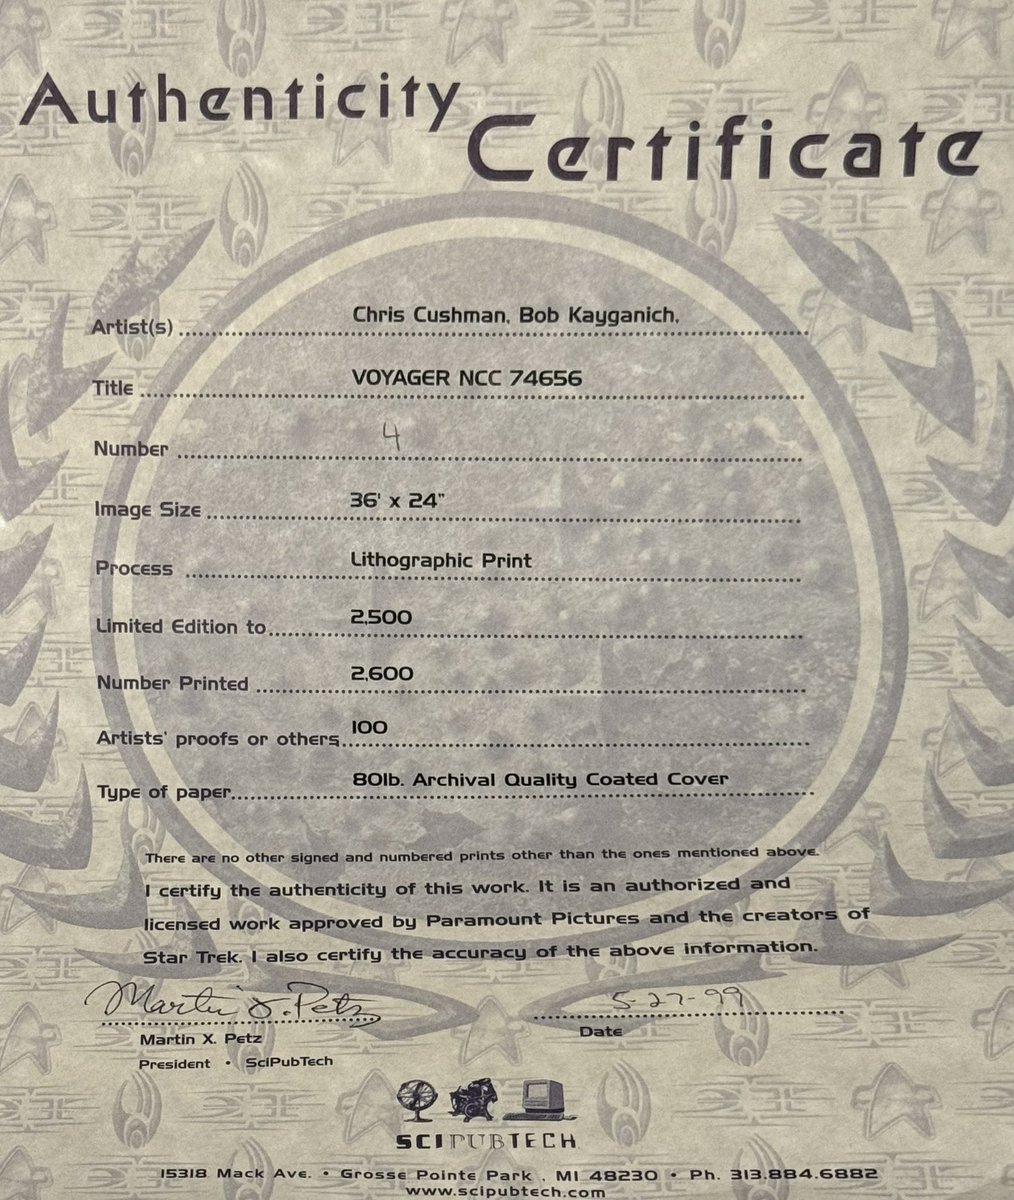 Authenticity
Certificate
Artist(s) Chris Cushman, Bob Kayganich,
Title VOYAGER NCC 74656
Number 4
Image Size 36' x 24"
Process Lithographic Print
Limited Edition to 2,500
Number Printed 2,600
Artists' proofs or others 100
Type of paper 80lb. Archival Quality Coated Cover
There are no other signed and numbered prints other than the ones mentioned above.
I certify the authenticity of this work. It is an authorized and
licensed work approved by Paramount Pictures and the creators of
Star Trek. I also certify the accuracy of the above information.
Martin X. Petz 5-27-99
Martin X. Petz Date
President • SciPubTech
SCIPUBTECH
15318 Mack Ave. • Grosse Pointe Park , MI 48230 • Ph. 313.884.6882
www.scipubtech.com